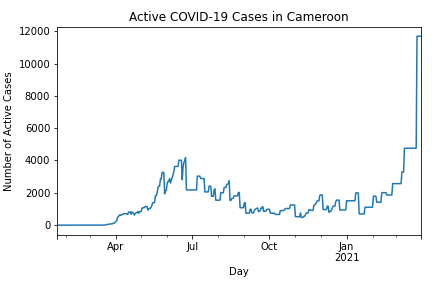 Active COVID-19 Cases in Cameroon
Number of Active Cases
12000
10000
8000
6000
4000
2000
0
Apr
Jul
Oct
Jan
2021
Day